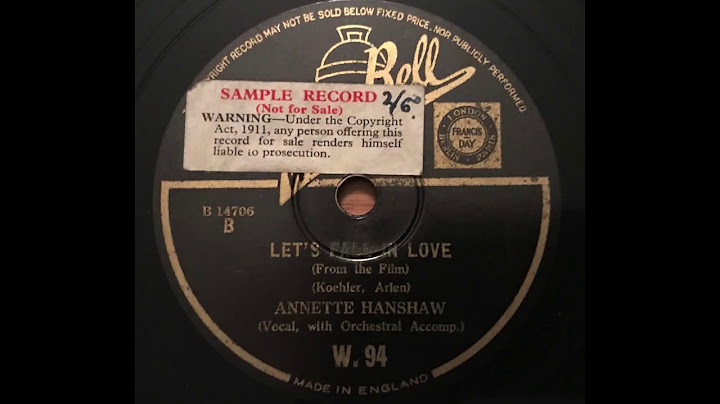 COPYRIGHT RECORD MAY NOT BE SOLD BELOW FIXED PRICE, NOR PUBLICLY PERFORMED.
Bell
SAMPLE RECORD 2/6
(Not for Sale)
WARNING—Under the Copyright
Act, 1911, any person offering this
record for sale renders himself
liable to prosecution.
LONDON
FRANCIS
DAY
BERLIN PARIS
B 14706
B
LET'S FALL IN LOVE
(From the Film)
(Koehler, Arlen)
ANNETTE HANSHAW
(Vocal, with Orchestral Accomp.)
W. 94
MADE IN ENGLAND